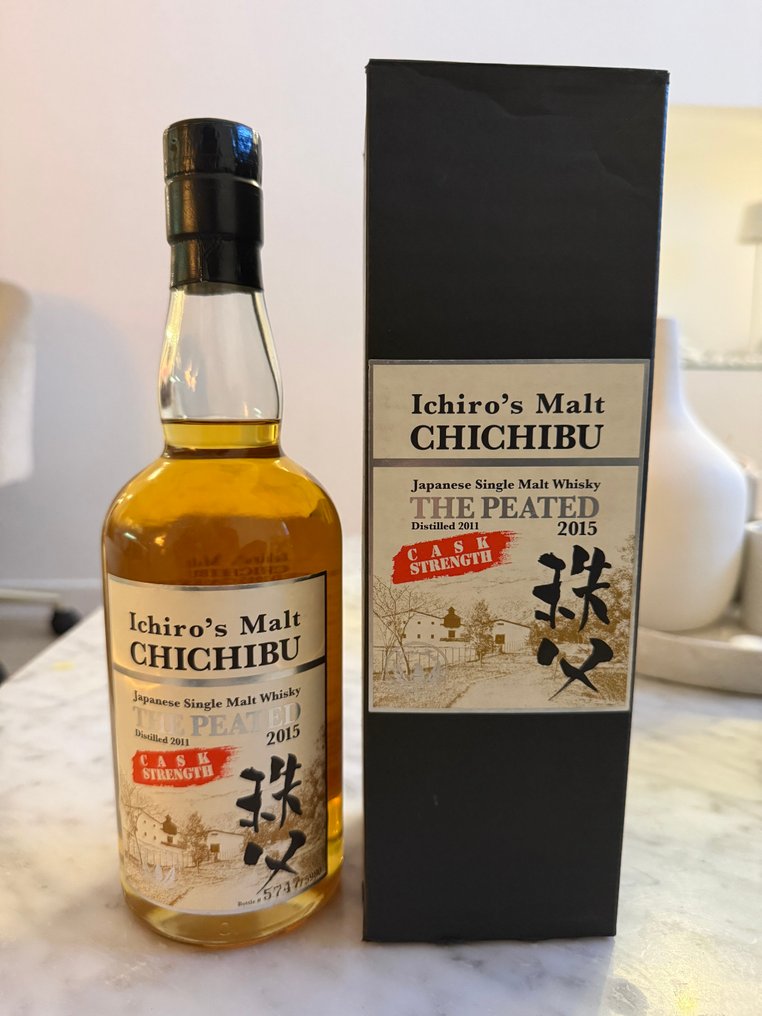 Ichiro's Malt
CHICHIBU
Japanese Single Malt Whisky
THE PEATED
Distilled 2011
2015
CASK
STRENGTH
秩父
Bottle #
Ichiro's Malt
CHICHIBU
Japanese Single Malt Whisky
THE PEATED
Distilled 2011
2015
CASK
STRENGTH
秩父